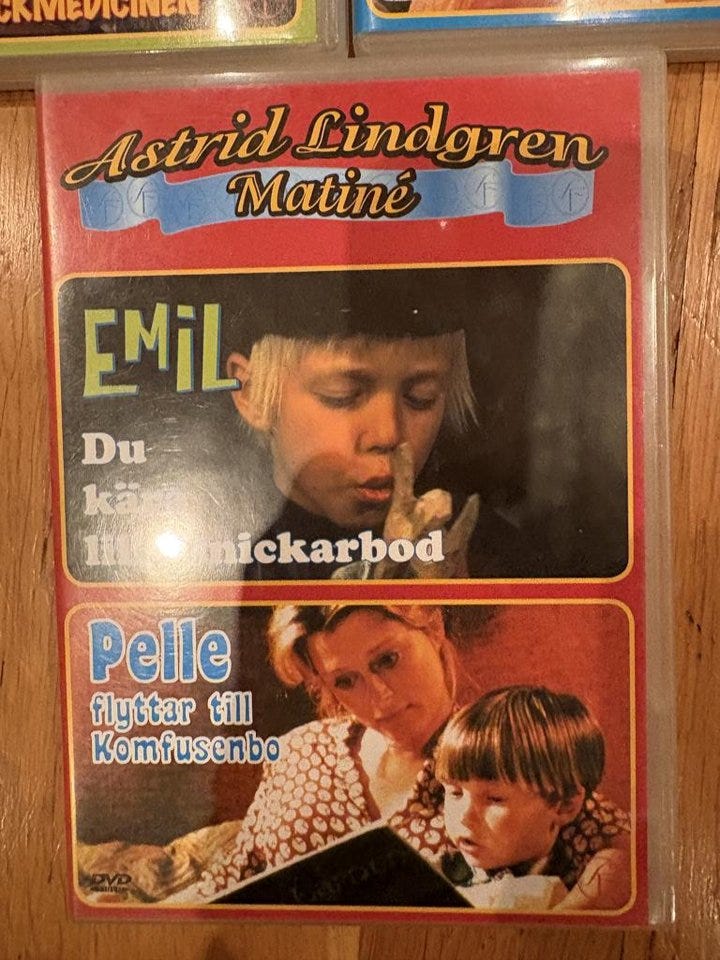 CKMEDICINEN
Astrid Lindgren
Matiné
EMIL
Du
nickarbod
Pelle
flyttar till
Komfusenbo
DVD